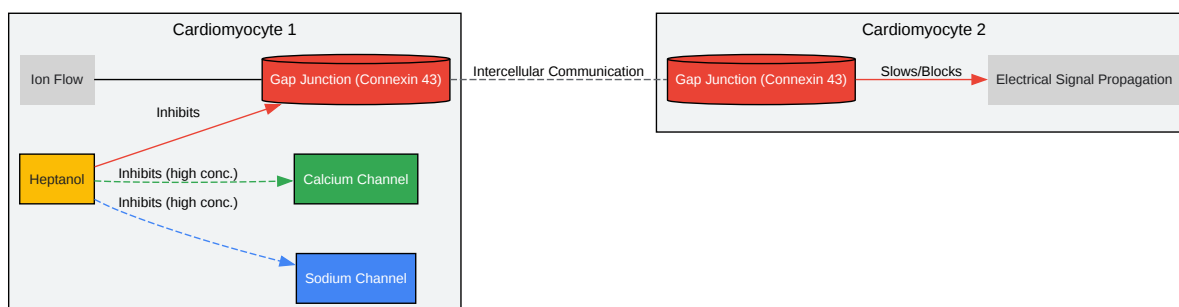 Cardiomyocyte 1
Cardiomyocyte 2
Ion Flow
Gap Junction (Connexin 43)
Intercellular Communication
Gap Junction (Connexin 43)
Slows/Blocks
Electrical Signal Propagation
Inhibits
Heptanol
Inhibits (high conc.)
Calcium Channel
Inhibits (high conc.)
Sodium Channel